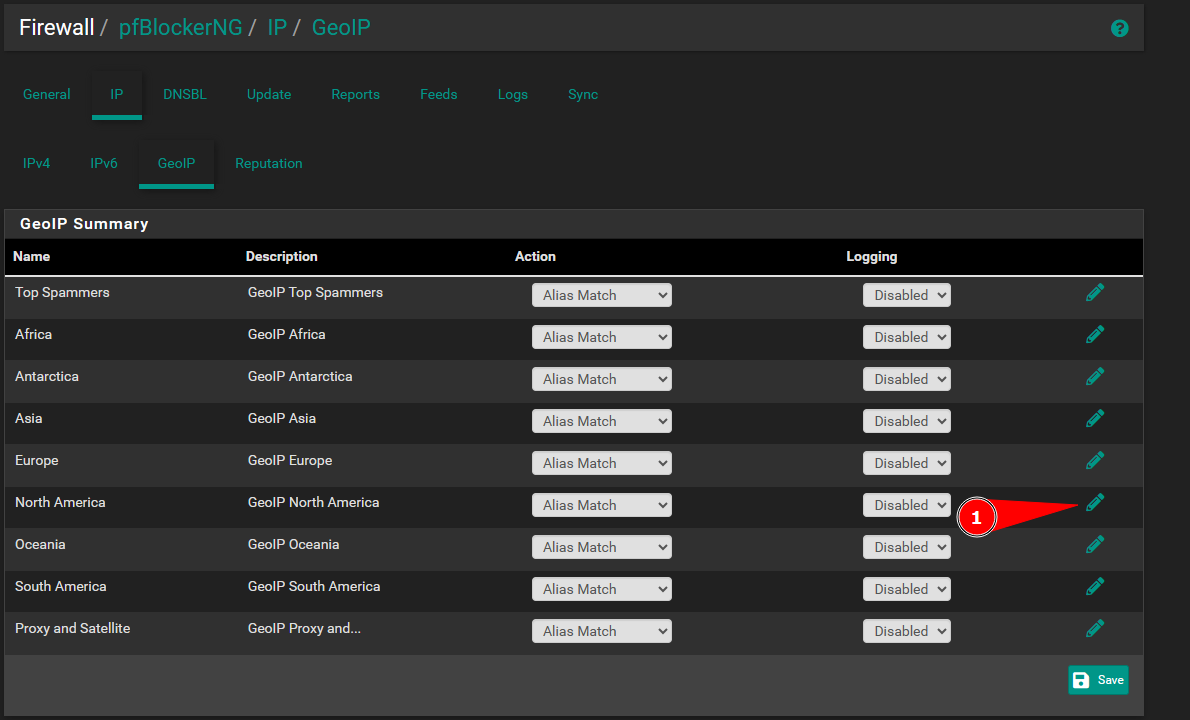 Firewall / pfBlockerNG / IP / GeoIP ?
General IP DNSBL Update Reports Feeds Logs Sync
IPv4 IPv6 GeoIP Reputation
GeoIP Summary
Name Description Action Logging
Top Spammers GeoIP Top Spammers Alias Match Disabled
Africa GeoIP Africa Alias Match Disabled
Antarctica GeoIP Antarctica Alias Match Disabled
Asia GeoIP Asia Alias Match Disabled
Europe GeoIP Europe Alias Match Disabled
North America GeoIP North America Alias Match Disabled 1
Oceania GeoIP Oceania Alias Match Disabled
South America GeoIP South America Alias Match Disabled
Proxy and Satellite GeoIP Proxy and... Alias Match Disabled
Save